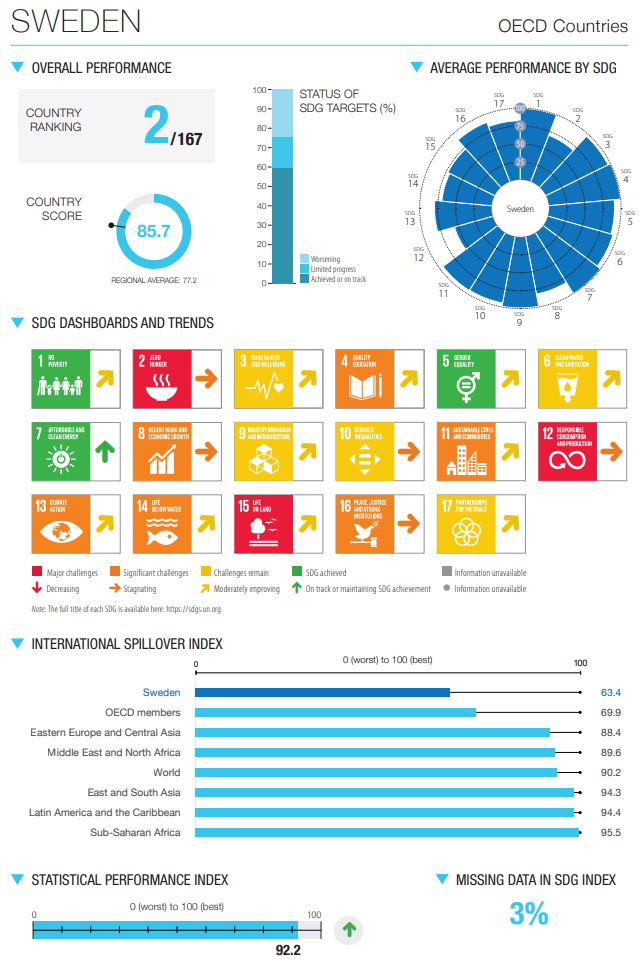 SWEDEN
OECD Countries
OVERALL PERFORMANCE
COUNTRY
RANKING
2/167
COUNTRY
SCORE
85.7
REGIONAL AVERAGE: 77.2
STATUS OF
SDG TARGETS (%)
100
90
80
70
60
50
40
30
20
10
0
Worsening
Limited progress
Achieved or on track
AVERAGE PERFORMANCE BY SDG
SDG
1
SDG
2
SDG
3
SDG
4
SDG
5
SDG
6
SDG
7
SDG
8
SDG
9
SDG
10
SDG
11
SDG
12
SDG
13
SDG
14
SDG
15
SDG
16
SDG
17
100
75
50
25
Sweden
SDG DASHBOARDS AND TRENDS
1 NO
POVERTY
2 ZERO
HUNGER
3 GOOD HEALTH
AND WELL-BEING
4 QUALITY
EDUCATION
5 GENDER
EQUALITY
6 CLEAN WATER
AND SANITATION
7 AFFORDABLE AND
CLEAN ENERGY
8 DECENT WORK AND
ECONOMIC GROWTH
9 INDUSTRY, INNOVATION
AND INFRASTRUCTURE
10 REDUCED
INEQUALITIES
11 SUSTAINABLE CITIES
AND COMMUNITIES
12 RESPONSIBLE
CONSUMPTION
AND PRODUCTION
13 CLIMATE
ACTION
14 LIFE
BELOW WATER
15 LIFE
ON LAND
16 PEACE, JUSTICE
AND STRONG
INSTITUTIONS
17 PARTNERSHIPS
FOR THE GOALS
Major challenges
Significant challenges
Challenges remain
SDG achieved
Information unavailable
Decreasing
Stagnating
Moderately improving
On track or maintaining SDG achievement
Information unavailable
Note: The full title of each SDG is available here: https://sdgs.un.org
INTERNATIONAL SPILLOVER INDEX
0 (worst) to 100 (best)
0
100
Sweden 63.4
OECD members 69.9
Eastern Europe and Central Asia 88.4
Middle East and North Africa 89.6
World 90.2
East and South Asia 94.3
Latin America and the Caribbean 94.4
Sub-Saharan Africa 95.5
STATISTICAL PERFORMANCE INDEX
0 (worst) to 100 (best)
0
100
92.2
MISSING DATA IN SDG INDEX
3%